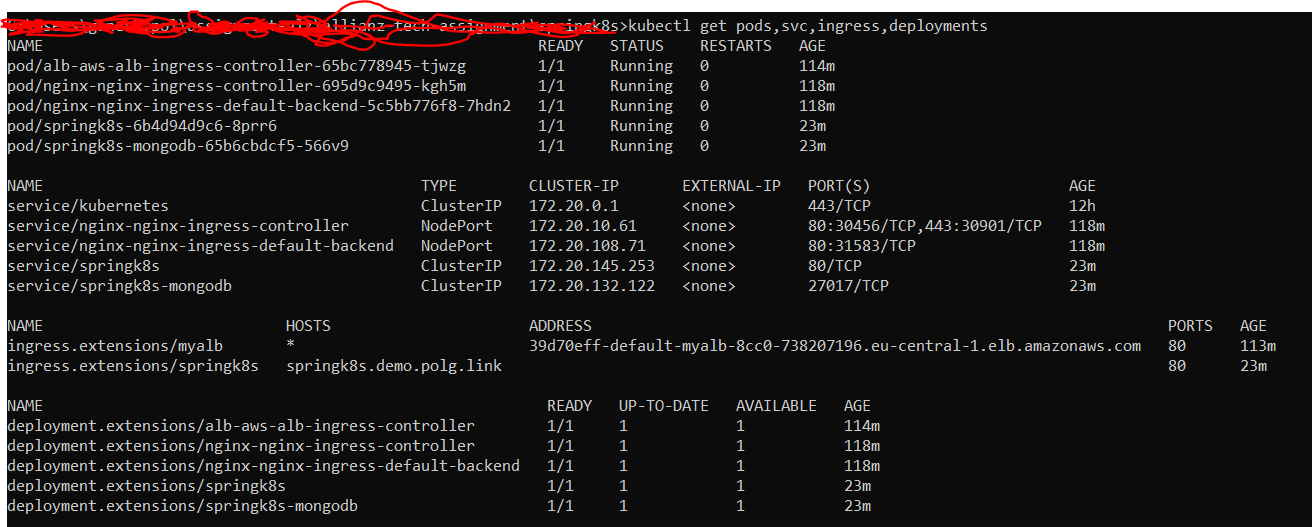 springk8s>kubectl get pods,svc,ingress,deployments
NAME READY STATUS RESTARTS AGE
pod/alb-aws-alb-ingress-controller-65bc778945-tjwzg 1/1 Running 0 114m
pod/nginx-nginx-ingress-controller-695d9c9495-kgh5m 1/1 Running 0 118m
pod/nginx-nginx-ingress-default-backend-5c5bb776f8-7hdn2 1/1 Running 0 118m
pod/springk8s-6b4d94d9c6-8prr6 1/1 Running 0 23m
pod/springk8s-mongodb-65b6cbdcf5-566v9 1/1 Running 0 23m
NAME TYPE CLUSTER-IP EXTERNAL-IP PORT(S) AGE
service/kubernetes ClusterIP 172.20.0.1 <none> 443/TCP 12h
service/nginx-nginx-ingress-controller NodePort 172.20.10.61 <none> 80:30456/TCP,443:30901/TCP 118m
service/nginx-nginx-ingress-default-backend NodePort 172.20.108.71 <none> 80:31583/TCP 118m
service/springk8s ClusterIP 172.20.145.253 <none> 80/TCP 23m
service/springk8s-mongodb ClusterIP 172.20.132.122 <none> 27017/TCP 23m
NAME HOSTS ADDRESS PORTS AGE
ingress.extensions/myalb * 39d70eff-default-myalb-8cc0-738207196.eu-central-1.elb.amazonaws.com 80 113m
ingress.extensions/springk8s springk8s.demo.polg.link 80 23m
NAME READY UP-TO-DATE AVAILABLE AGE
deployment.extensions/alb-aws-alb-ingress-controller 1/1 1 1 114m
deployment.extensions/nginx-nginx-ingress-controller 1/1 1 1 118m
deployment.extensions/nginx-nginx-ingress-default-backend 1/1 1 1 118m
deployment.extensions/springk8s 1/1 1 1 23m
deployment.extensions/springk8s-mongodb 1/1 1 1 23m